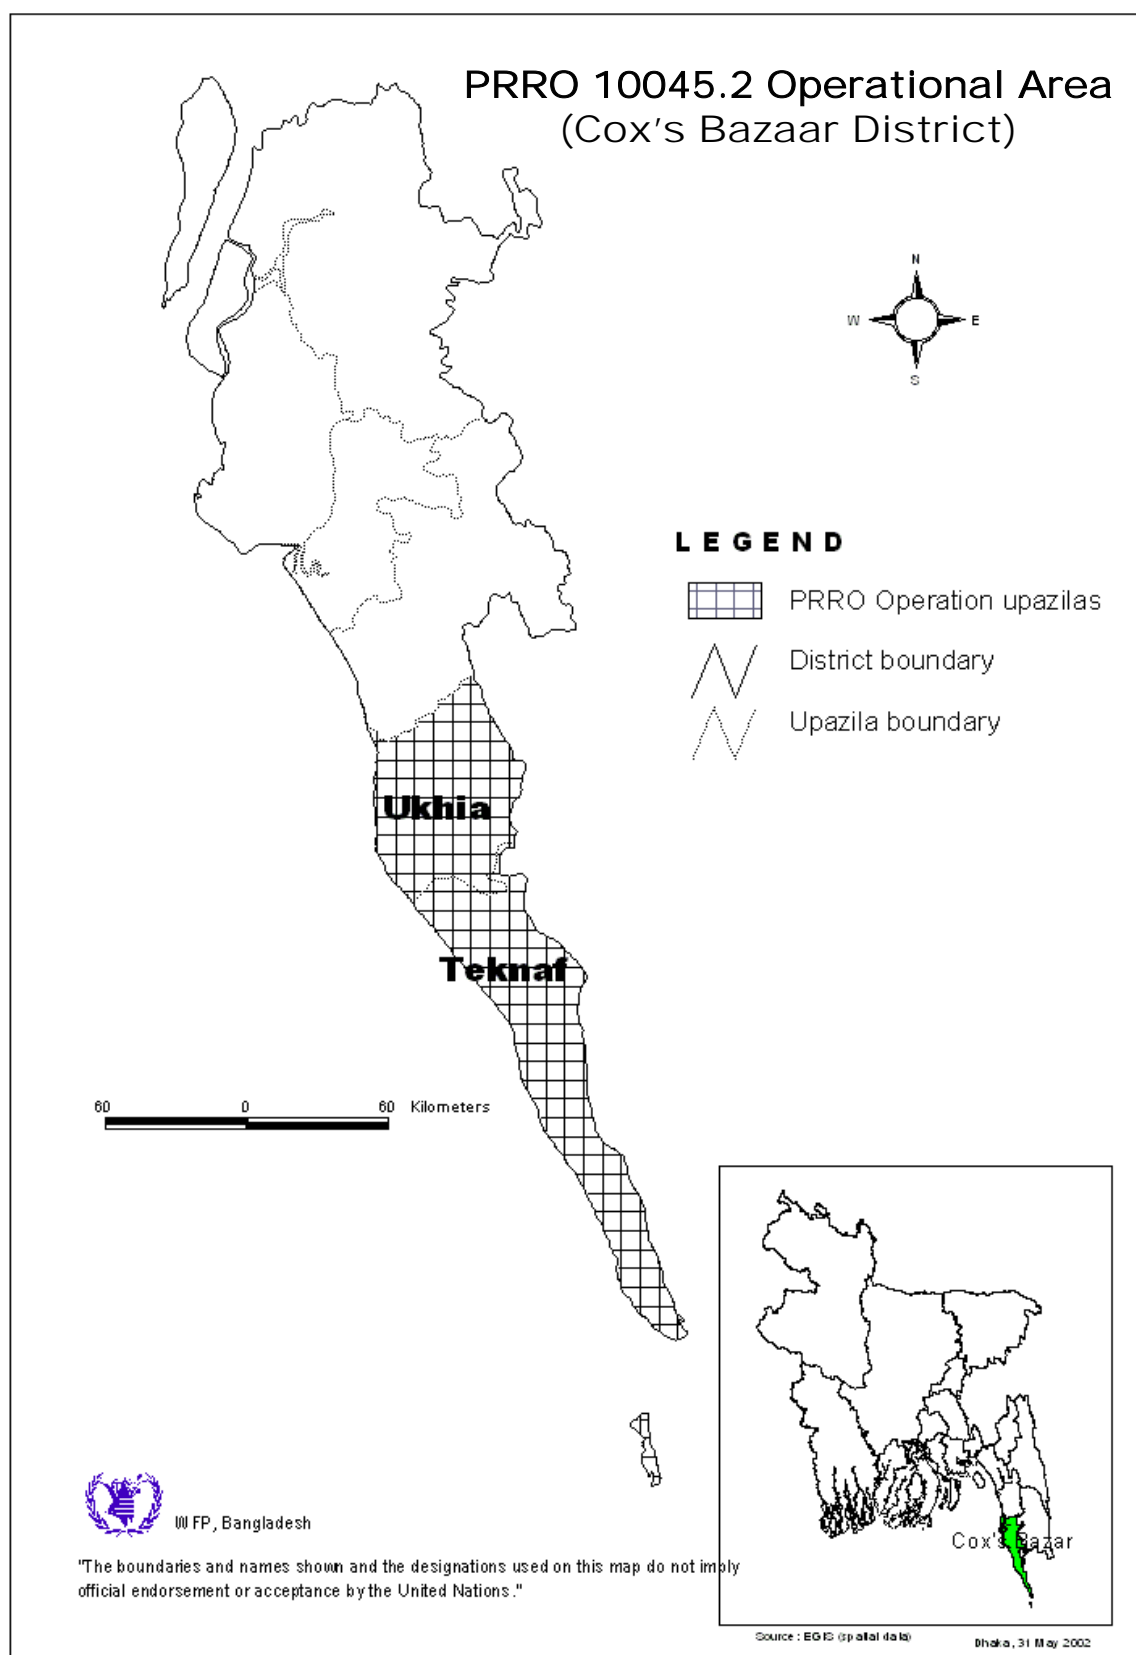 PRRO 10045.2 Operational Area
(Cox's Bazaar District)
N
W E
S
LEGEND
PRRO Operation upazilas
District boundary
Upazila boundary
Ukhia
Teknaf
60 0 60 Kilometers
WFP, Bangladesh
"The boundaries and names shown and the designations used on this map do not imply
official endorsement or acceptance by the United Nations."
Cox's Bazar
Source : EGIS (spatial data)
Dhaka, 31 May 2002